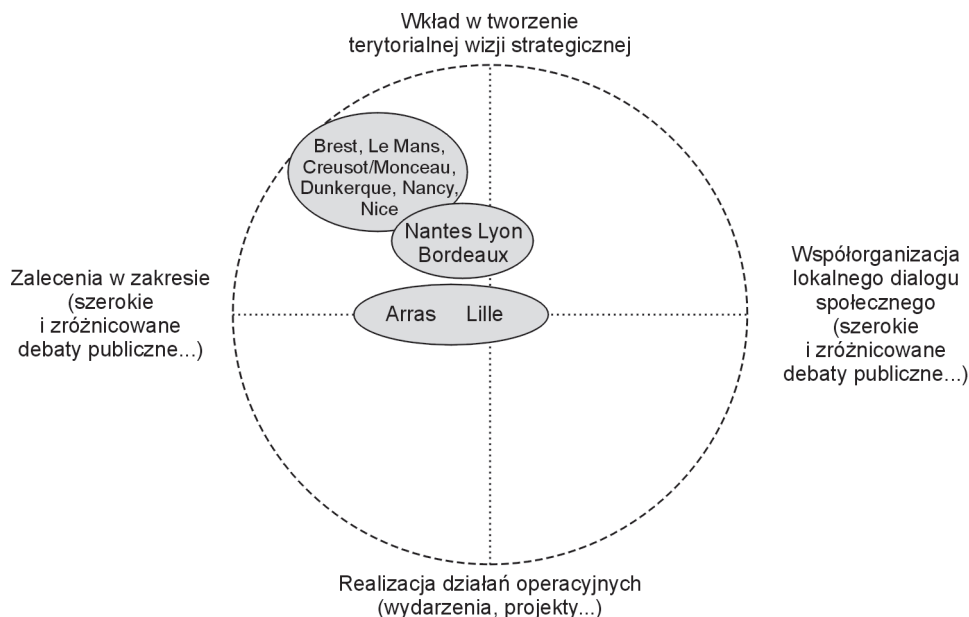 Wkład w tworzenie
terytorialnej wizji strategicznej
Brest, Le Mans,
Creusot/Monceau,
Dunkerque, Nancy,
Nice
Nantes Lyon
Bordeaux
Zalecenia w zakresie
(szerokie
i zróżnicowane
debaty publiczne...)
Arras Lille
Współorganizacja
lokalnego dialogu
społecznego
(szerokie
i zróżnicowane
debaty publiczne...)
Realizacja działań operacyjnych
(wydarzenia, projekty...)